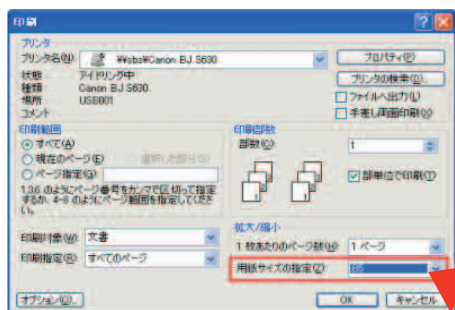 印刷
プリンタ
プリンタ名(N): ¥¥sbs¥Canon BJ S630 プロパティ(P)
状態: アイドリング中 プリンタの検索(D)...
種類: Canon BJ S630
場所: USB001 ファイルへ出力(L)
コメント: 手差し両面印刷(X)
印刷範囲 印刷部数
すべて(A) 部数(C): 1
現在のページ(E) 選択した部分(S)
ページ指定(G): 部単位で印刷(T)
1,3,6 のようにページ番号をカンマで区切って指定
するか、4-8 のようにページ範囲を指定してくださ
い。
拡大/縮小
印刷対象(W): 文書 1 枚あたりのページ数(H): 1 ページ
印刷指定(R): すべてのページ 用紙サイズの指定(Z): B5
オプション(O)... OK キャンセル